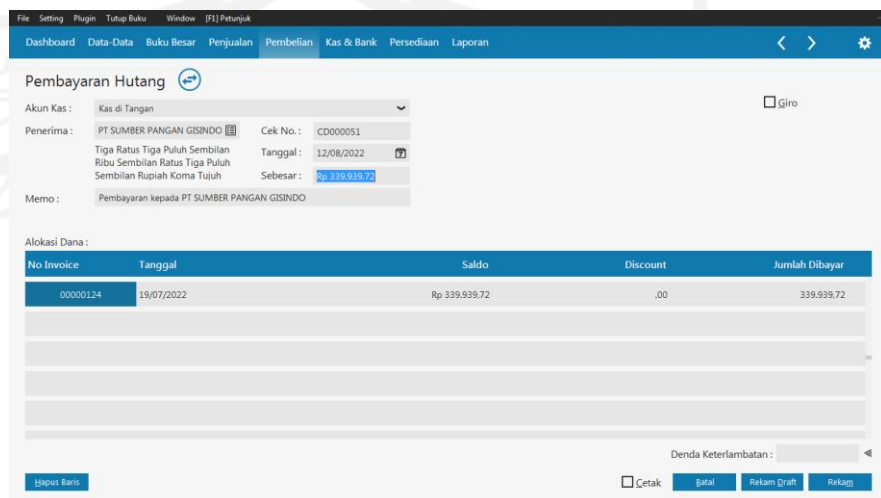 File Setting Plugin Tutup Buku Window [F1] Petunjuk
Dashboard Data-Data Buku Besar Penjualan Pembelian Kas & Bank Persediaan Laporan
Pembayaran Hutang
Akun Kas : Kas di Tangan
Giro
Penerima : PT SUMBER PANGAN GISINDO Cek No. : CD000051
Tiga Ratus Tiga Puluh Sembilan
Ribu Sembilan Ratus Tiga Puluh
Sembilan Rupiah Koma Tujuh
Tanggal : 12/08/2022
Sebesar : Rp 339.939,72
Memo : Pembayaran kepada PT SUMBER PANGAN GISINDO
Alokasi Dana :
No Invoice Tanggal Saldo Discount Jumlah Dibayar
00000124 19/07/2022 Rp 339.939,72 ,00 339.939,72
Denda Keterlambatan :
Hapus Baris Cetak Batal Rekam Draft Rekam